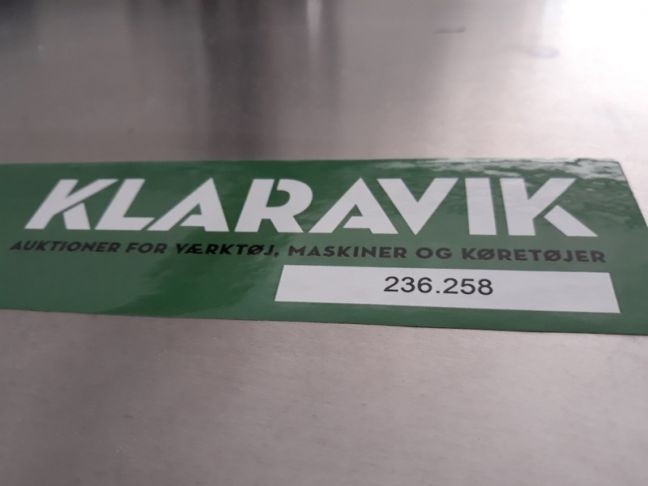 KLARAVIK
AUKTIONER FOR VÆRKTØJ, MASKINER OG KØRETØJER
236.258